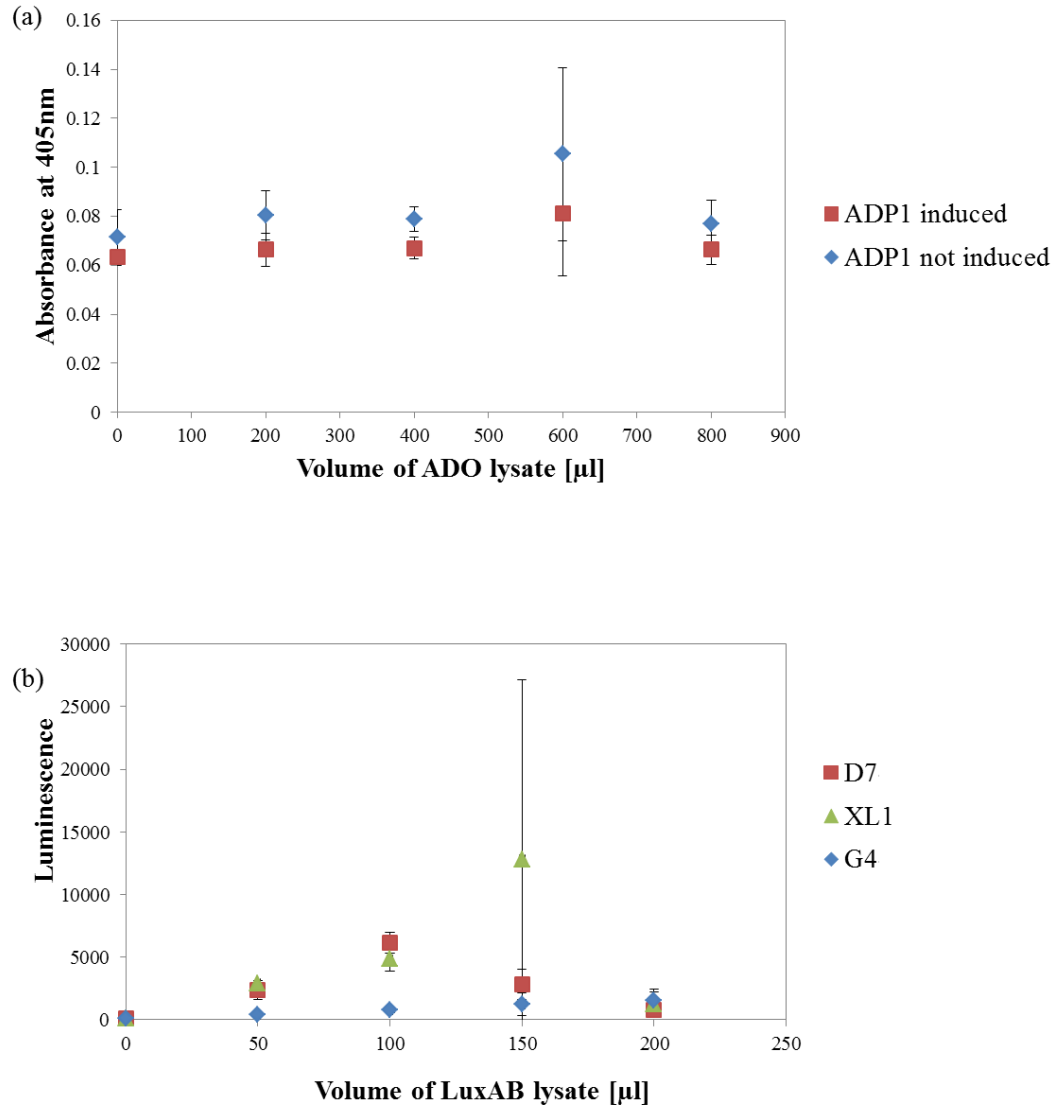 (a)
0.16
0.14
0.12
0.1
0.08
0.06
0.04
0.02
0
Absorbance at 405nm
0 100 200 300 400 500 600 700 800 900
Volume of ADO lysate [µl]
ADP1 induced
ADP1 not induced
(b)
30000
25000
20000
15000
10000
5000
0
Luminescence
0 50 100 150 200 250
Volume of LuxAB lysate [µl]
D7
XL1
G4